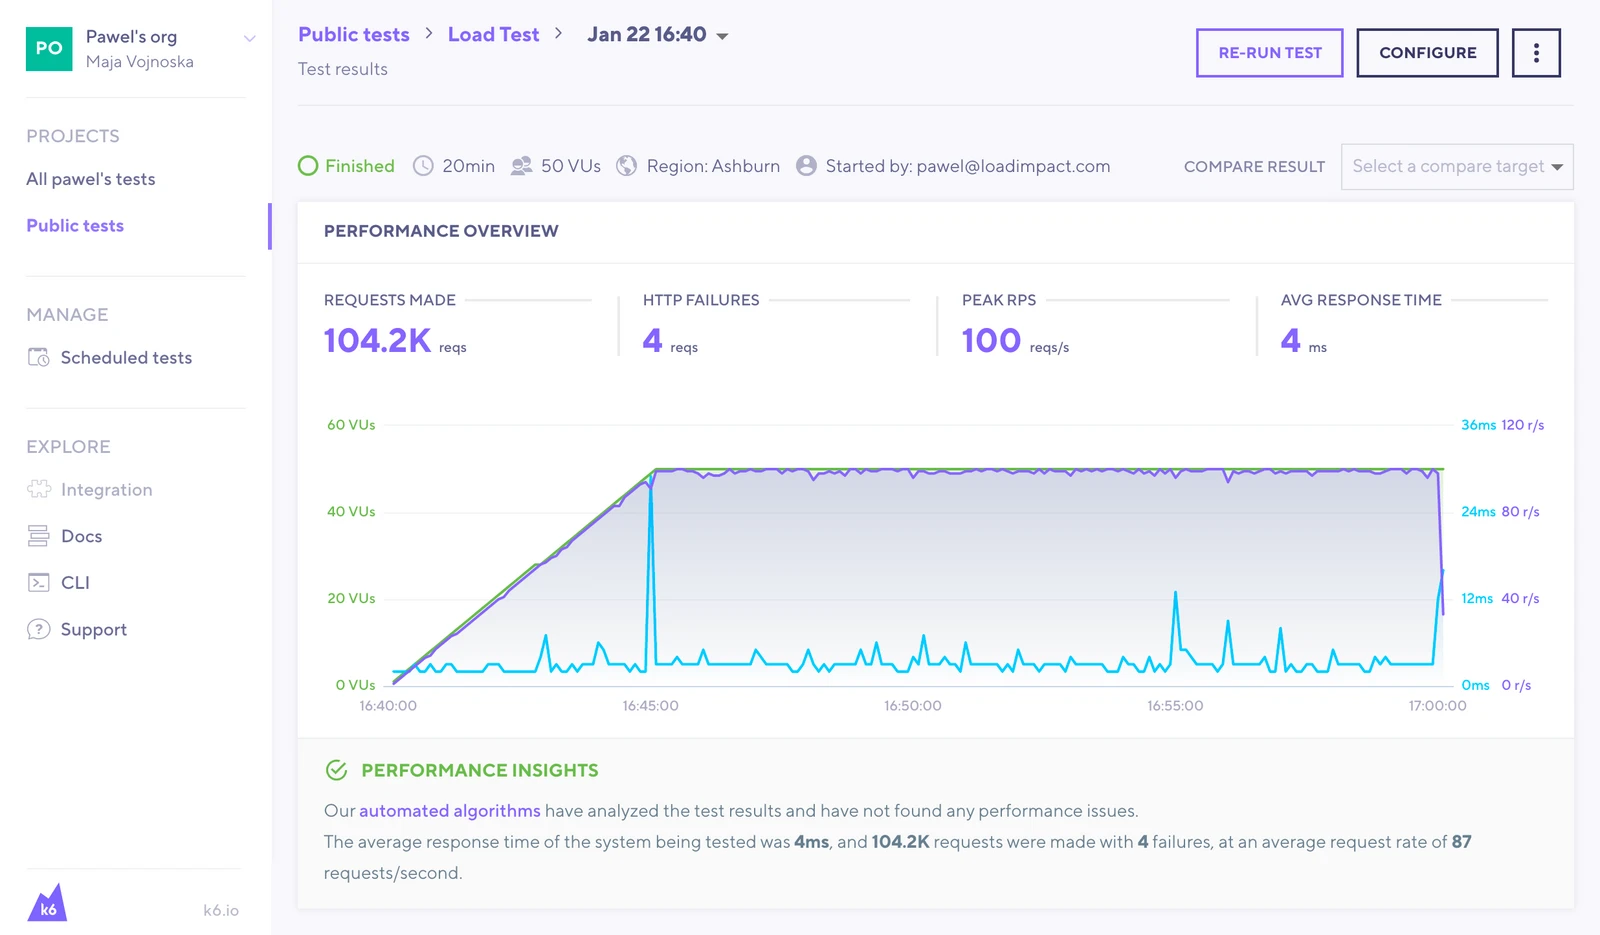 PO
Pawel's org
Maja Vojnoska
PROJECTS
All pawel's tests
Public tests
MANAGE
Scheduled tests
EXPLORE
Integration
Docs
CLI
Support
k6
k6.io
Public tests > Load Test > Jan 22 16:40
Test results
RE-RUN TEST
CONFIGURE
Finished 20min 50 VUs Region: Ashburn Started by: pawel@loadimpact.com
COMPARE RESULT Select a compare target
PERFORMANCE OVERVIEW
REQUESTS MADE
104.2K reqs
HTTP FAILURES
4 reqs
PEAK RPS
100 reqs/s
AVG RESPONSE TIME
4 ms
60 VUs
36ms 120 r/s
40 VUs
24ms 80 r/s
20 VUs
12ms 40 r/s
0 VUs
0ms 0 r/s
16:40:00 16:45:00 16:50:00 16:55:00 17:00:00
PERFORMANCE INSIGHTS
Our automated algorithms have analyzed the test results and have not found any performance issues.
The average response time of the system being tested was 4ms, and 104.2K requests were made with 4 failures, at an average request rate of 87
requests/second.